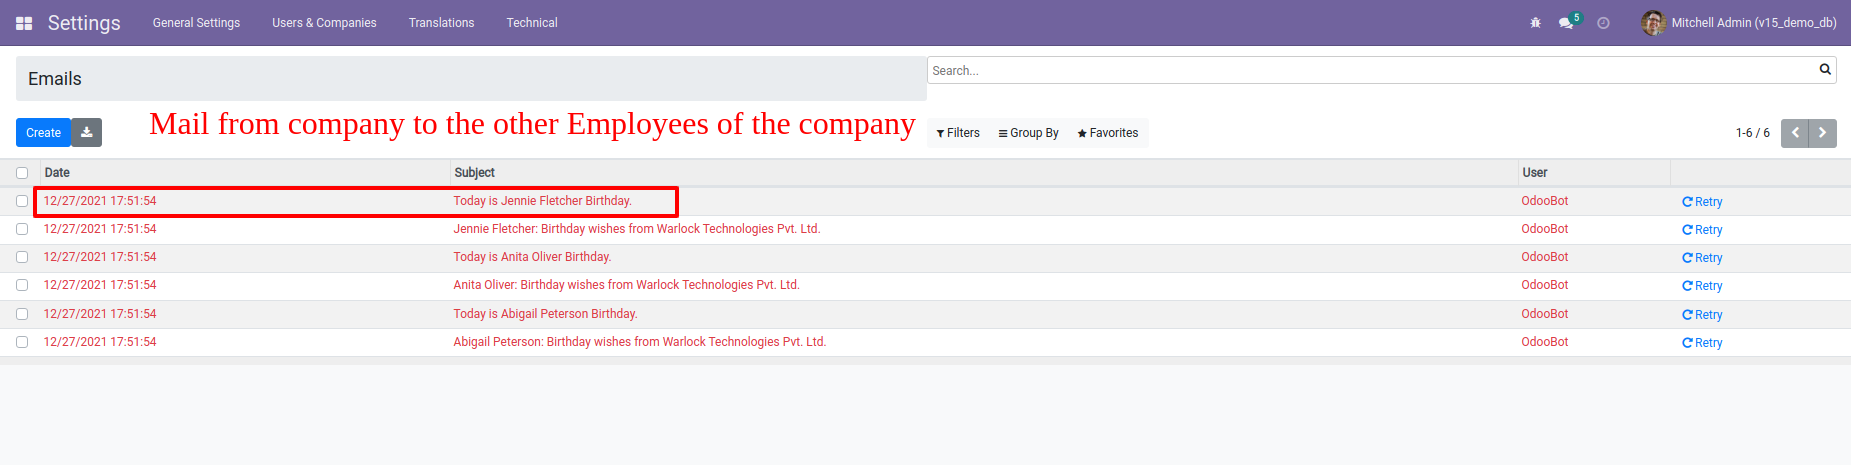 Settings General Settings Users & Companies Translations Technical 5 Mitchell Admin (v15_demo_db)
Emails Search...
Create Mail from company to the other Employees of the company Filters Group By Favorites 1-6 / 6
Date Subject User
12/27/2021 17:51:54 Today is Jennie Fletcher Birthday. OdooBot Retry
12/27/2021 17:51:54 Jennie Fletcher: Birthday wishes from Warlock Technologies Pvt. Ltd. OdooBot Retry
12/27/2021 17:51:54 Today is Anita Oliver Birthday. OdooBot Retry
12/27/2021 17:51:54 Anita Oliver: Birthday wishes from Warlock Technologies Pvt. Ltd. OdooBot Retry
12/27/2021 17:51:54 Today is Abigail Peterson Birthday. OdooBot Retry
12/27/2021 17:51:54 Abigail Peterson: Birthday wishes from Warlock Technologies Pvt. Ltd. OdooBot Retry